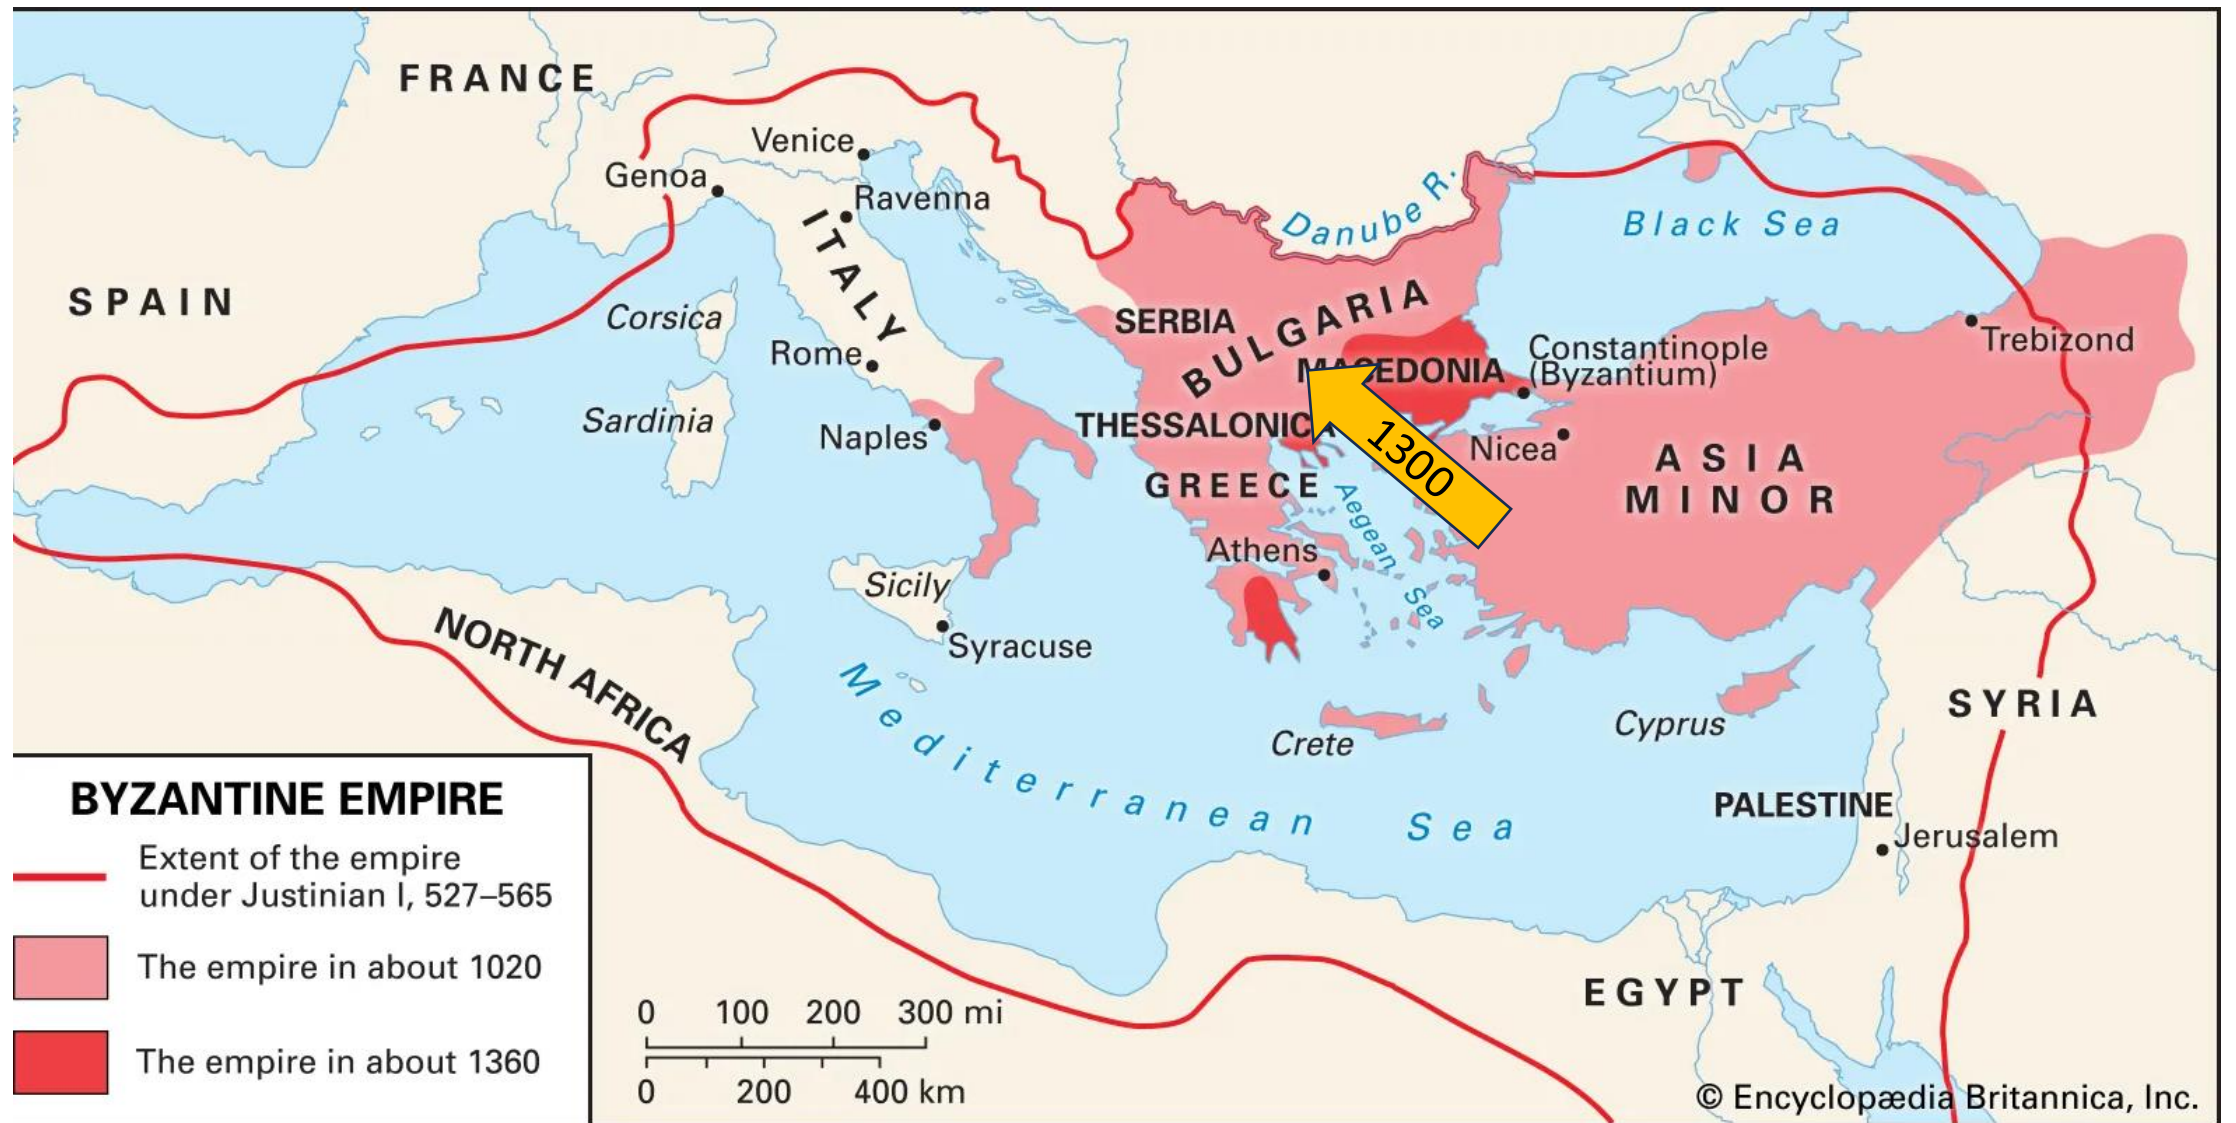 FRANCE
Venice
Genoa
Ravenna
Danube R.
Black Sea
ITALY
SPAIN
Corsica
SERBIA
BULGARIA
Rome
MACEDONIA
Constantinople
(Byzantium)
Trebizond
Sardinia
Naples
THESSALONICA
1300
Nicea
ASIA
MINOR
GREECE
Aegean Sea
Athens
Sicily
Syracuse
NORTH AFRICA
Mediterranean Sea
Crete
Cyprus
SYRIA
PALESTINE
Jerusalem
EGYPT
BYZANTINE EMPIRE
Extent of the empire
under Justinian I, 527–565
The empire in about 1020
The empire in about 1360
0 100 200 300 mi
0 200 400 km
© Encyclopædia Britannica, Inc.